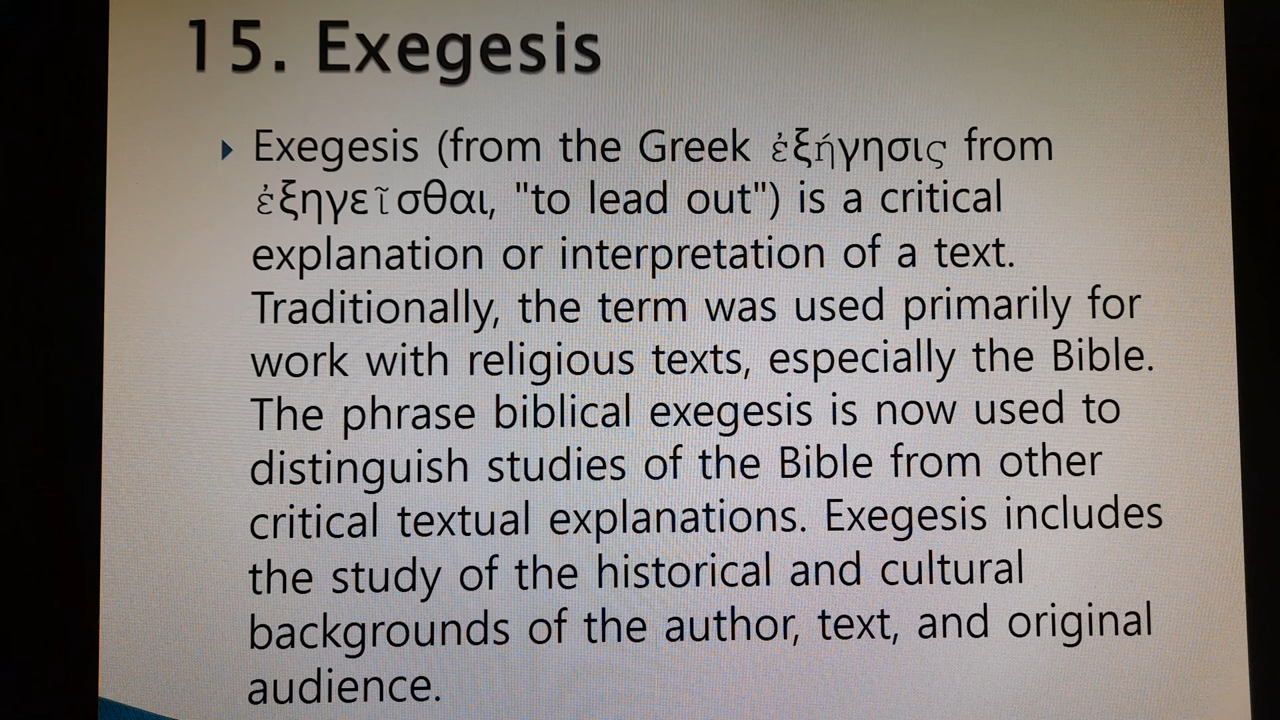 15. Exegesis
Exegesis (from the Greek ἐξήγησις from
ἐξηγεῖσθαι, "to lead out") is a critical
explanation or interpretation of a text.
Traditionally, the term was used primarily for
work with religious texts, especially the Bible.
The phrase biblical exegesis is now used to
distinguish studies of the Bible from other
critical textual explanations. Exegesis includes
the study of the historical and cultural
backgrounds of the author, text, and original
audience.